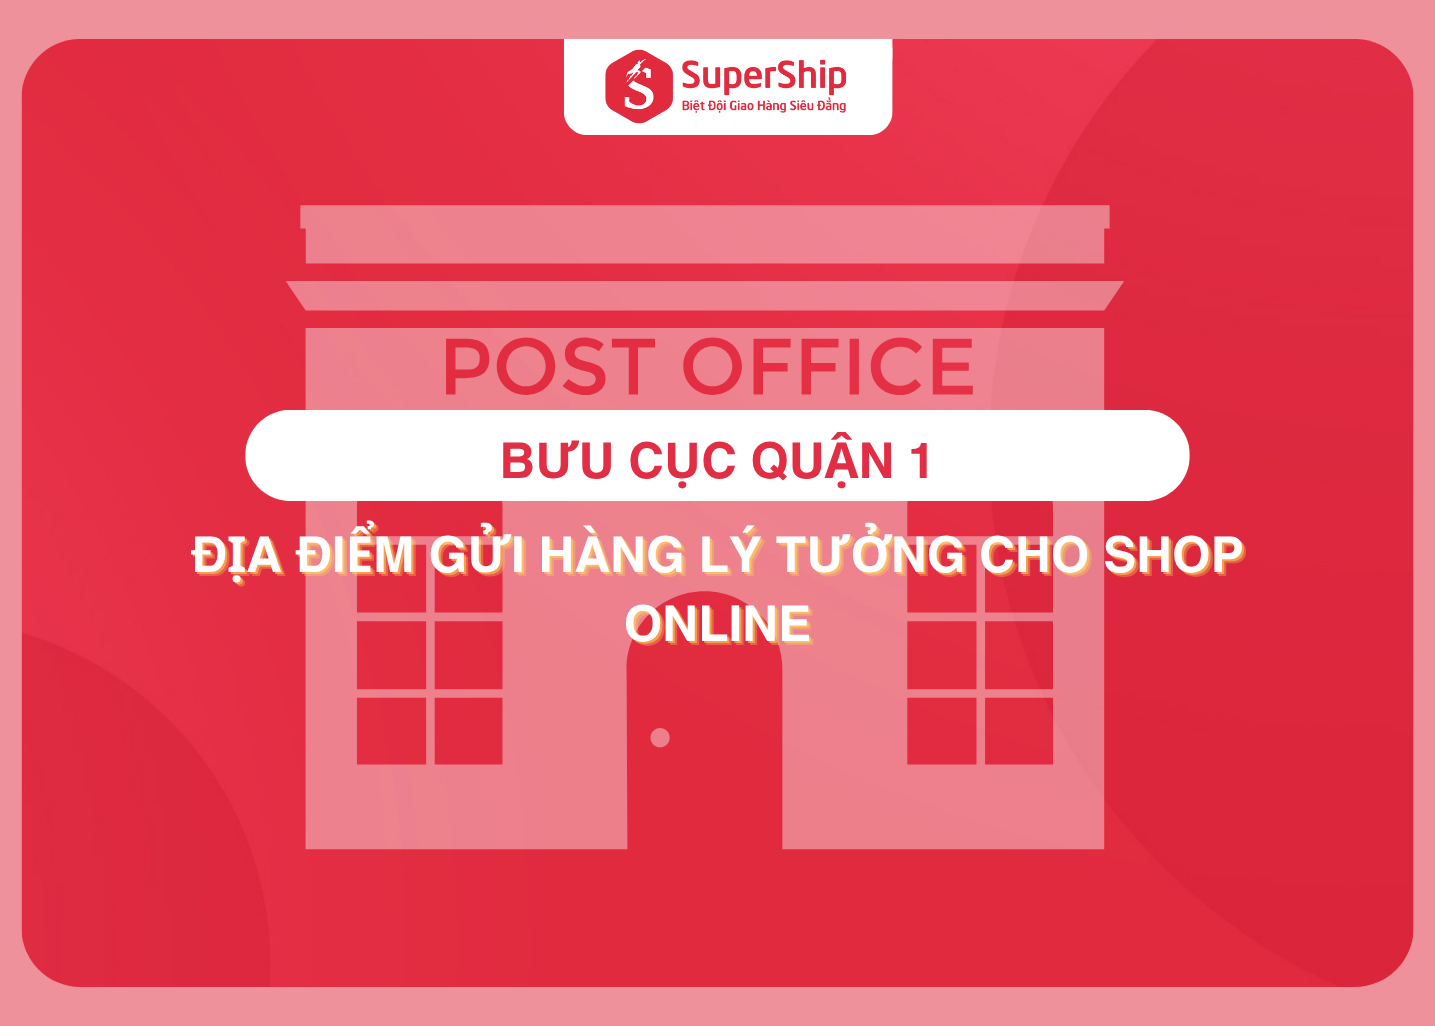 SuperShip
Biệt Đội Giao Hàng Siêu Đẳng
POST OFFICE
BƯU CỤC QUẬN 1
ĐỊA ĐIỂM GỬI HÀNG LÝ TƯỞNG CHO SHOP
ONLINE